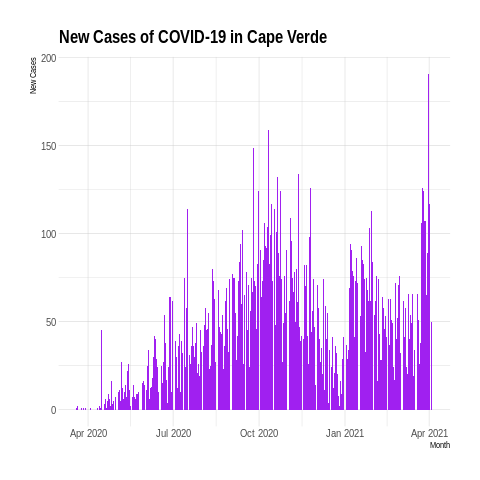 New Cases of COVID-19 in Cape Verde
New Cases
200
150
100
50
0
Apr 2020 Jul 2020 Oct 2020 Jan 2021 Apr 2021
Month